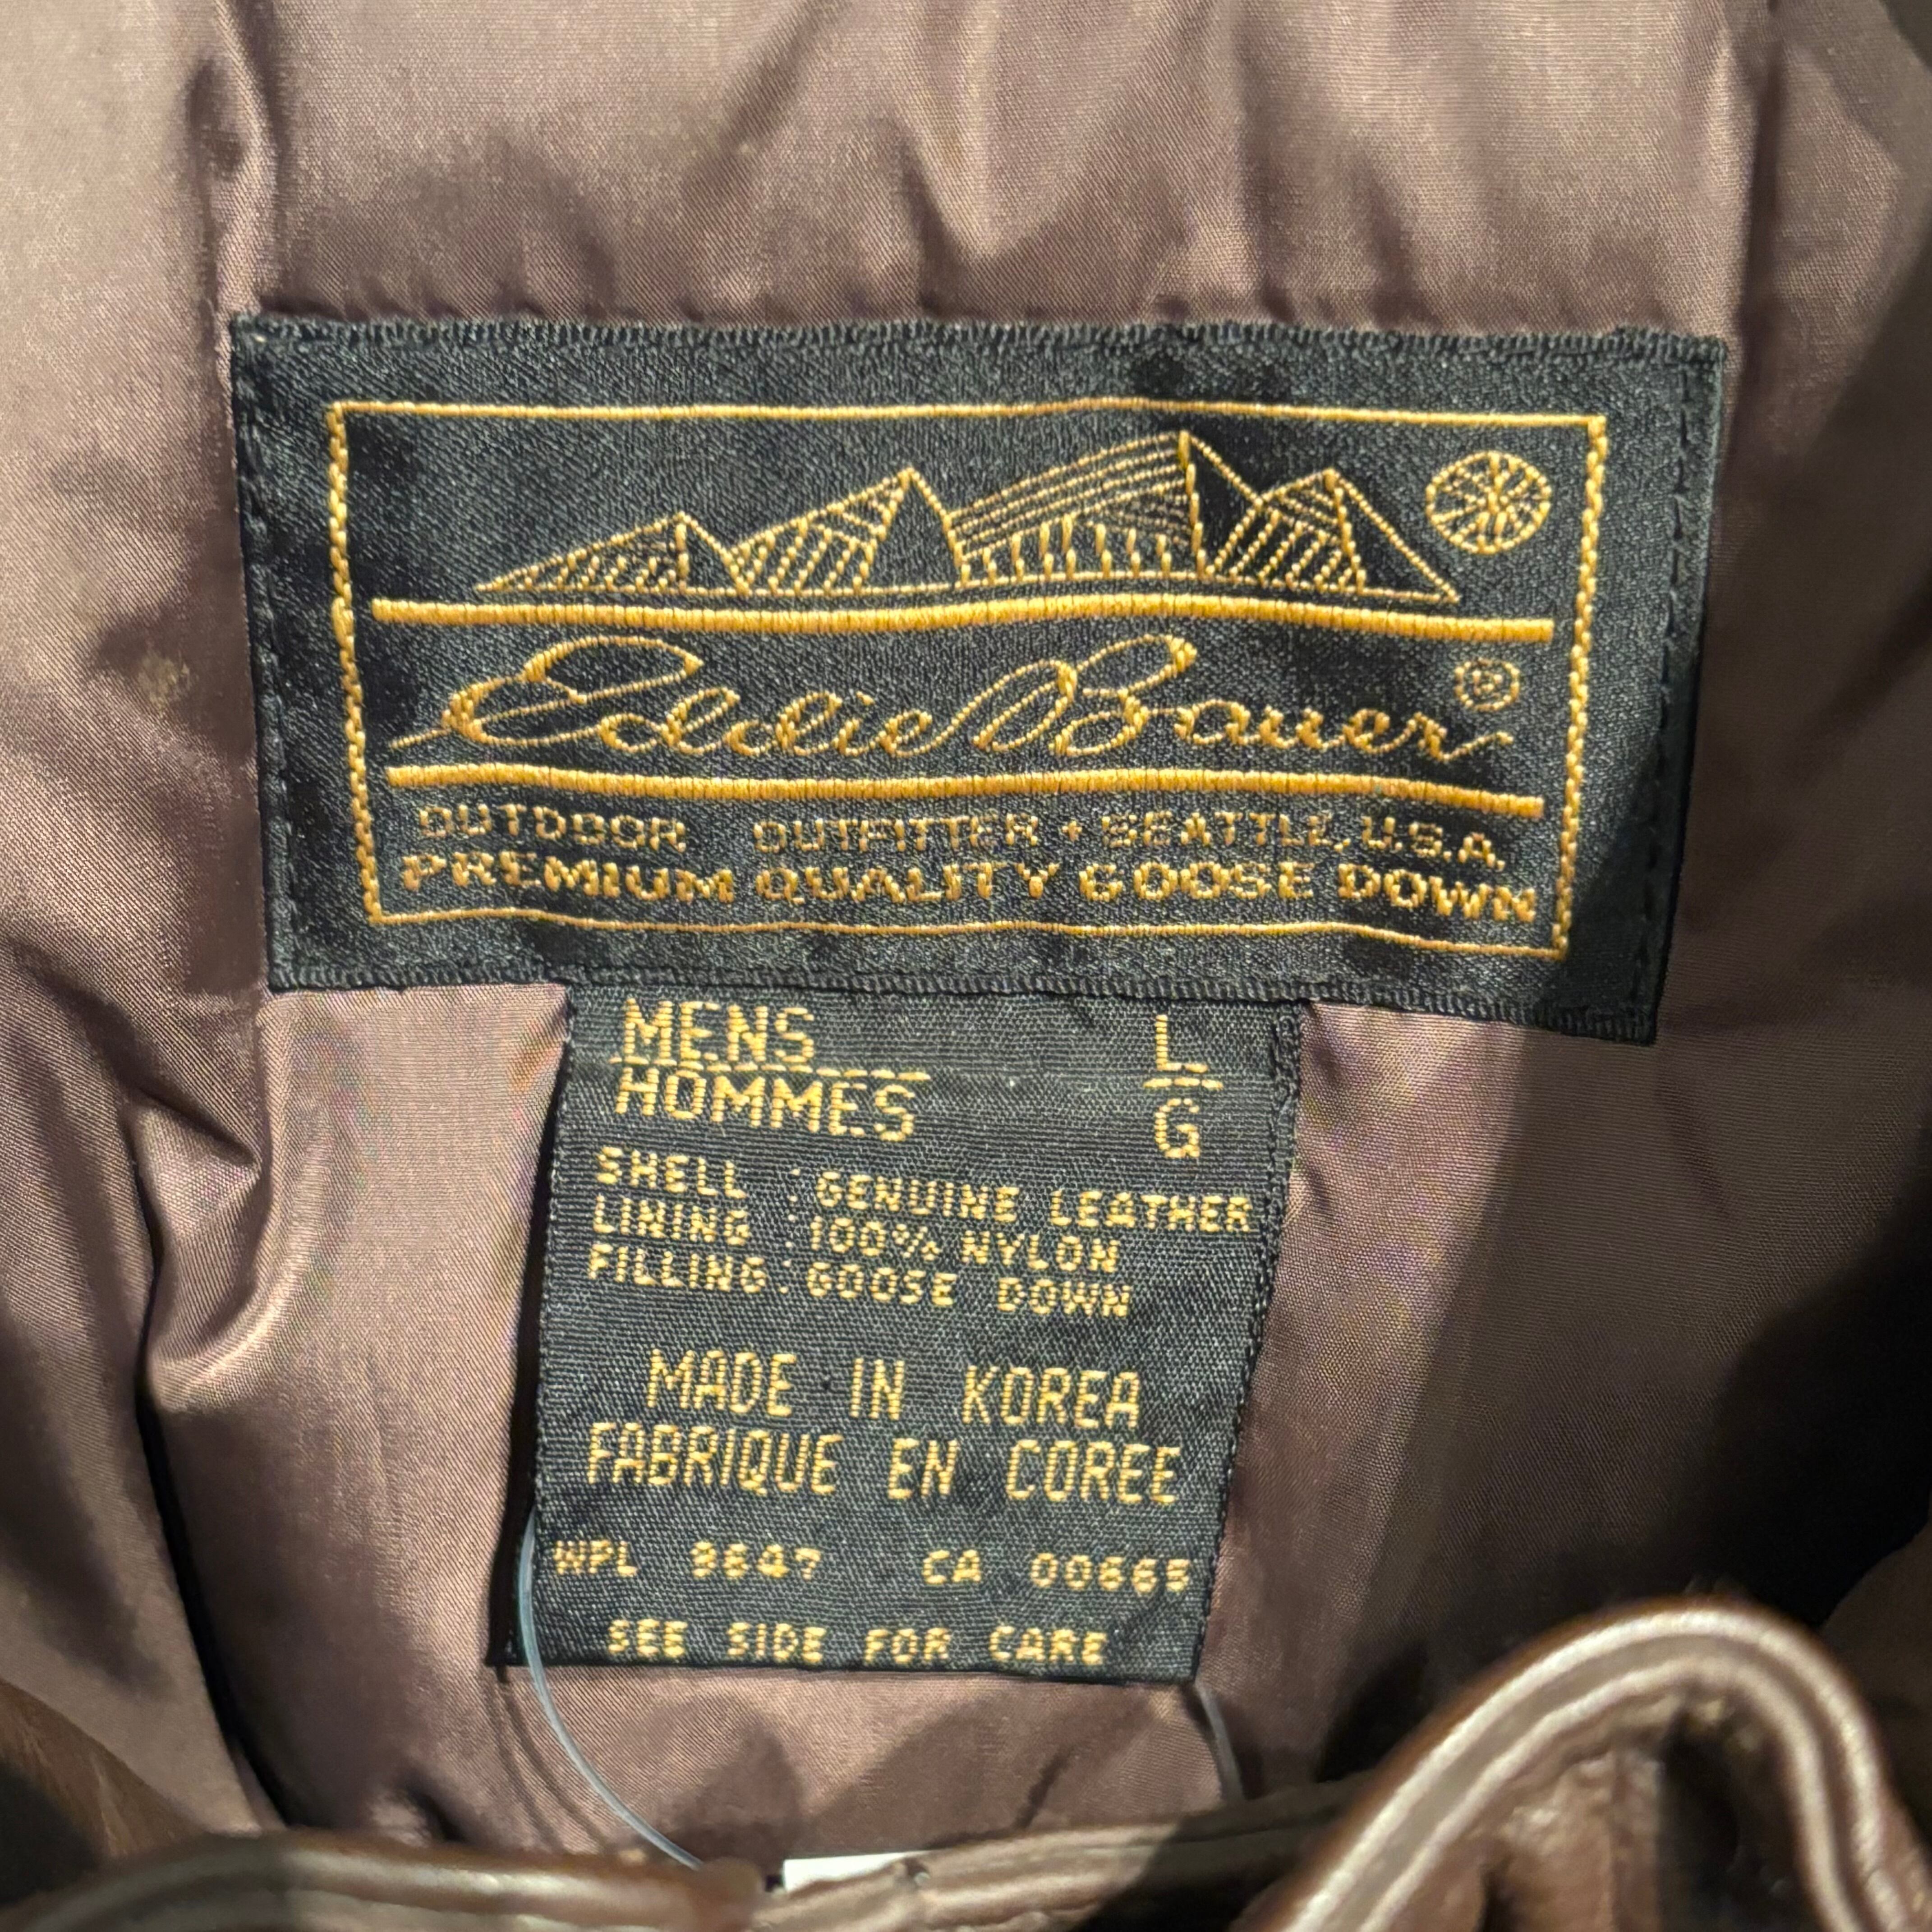 Eddie Bauer®
OUTDOOR OUTFITTER • SEATTLE, U.S.A.
PREMIUM QUALITY GOOSE DOWN
MENS L
HOMMES G
SHELL : GENUINE LEATHER
LINING : 100% NYLON
FILLING : GOOSE DOWN
MADE IN KOREA
FABRIQUE EN COREE
WPL 9647 CA 00665
SEE SIDE FOR CARE